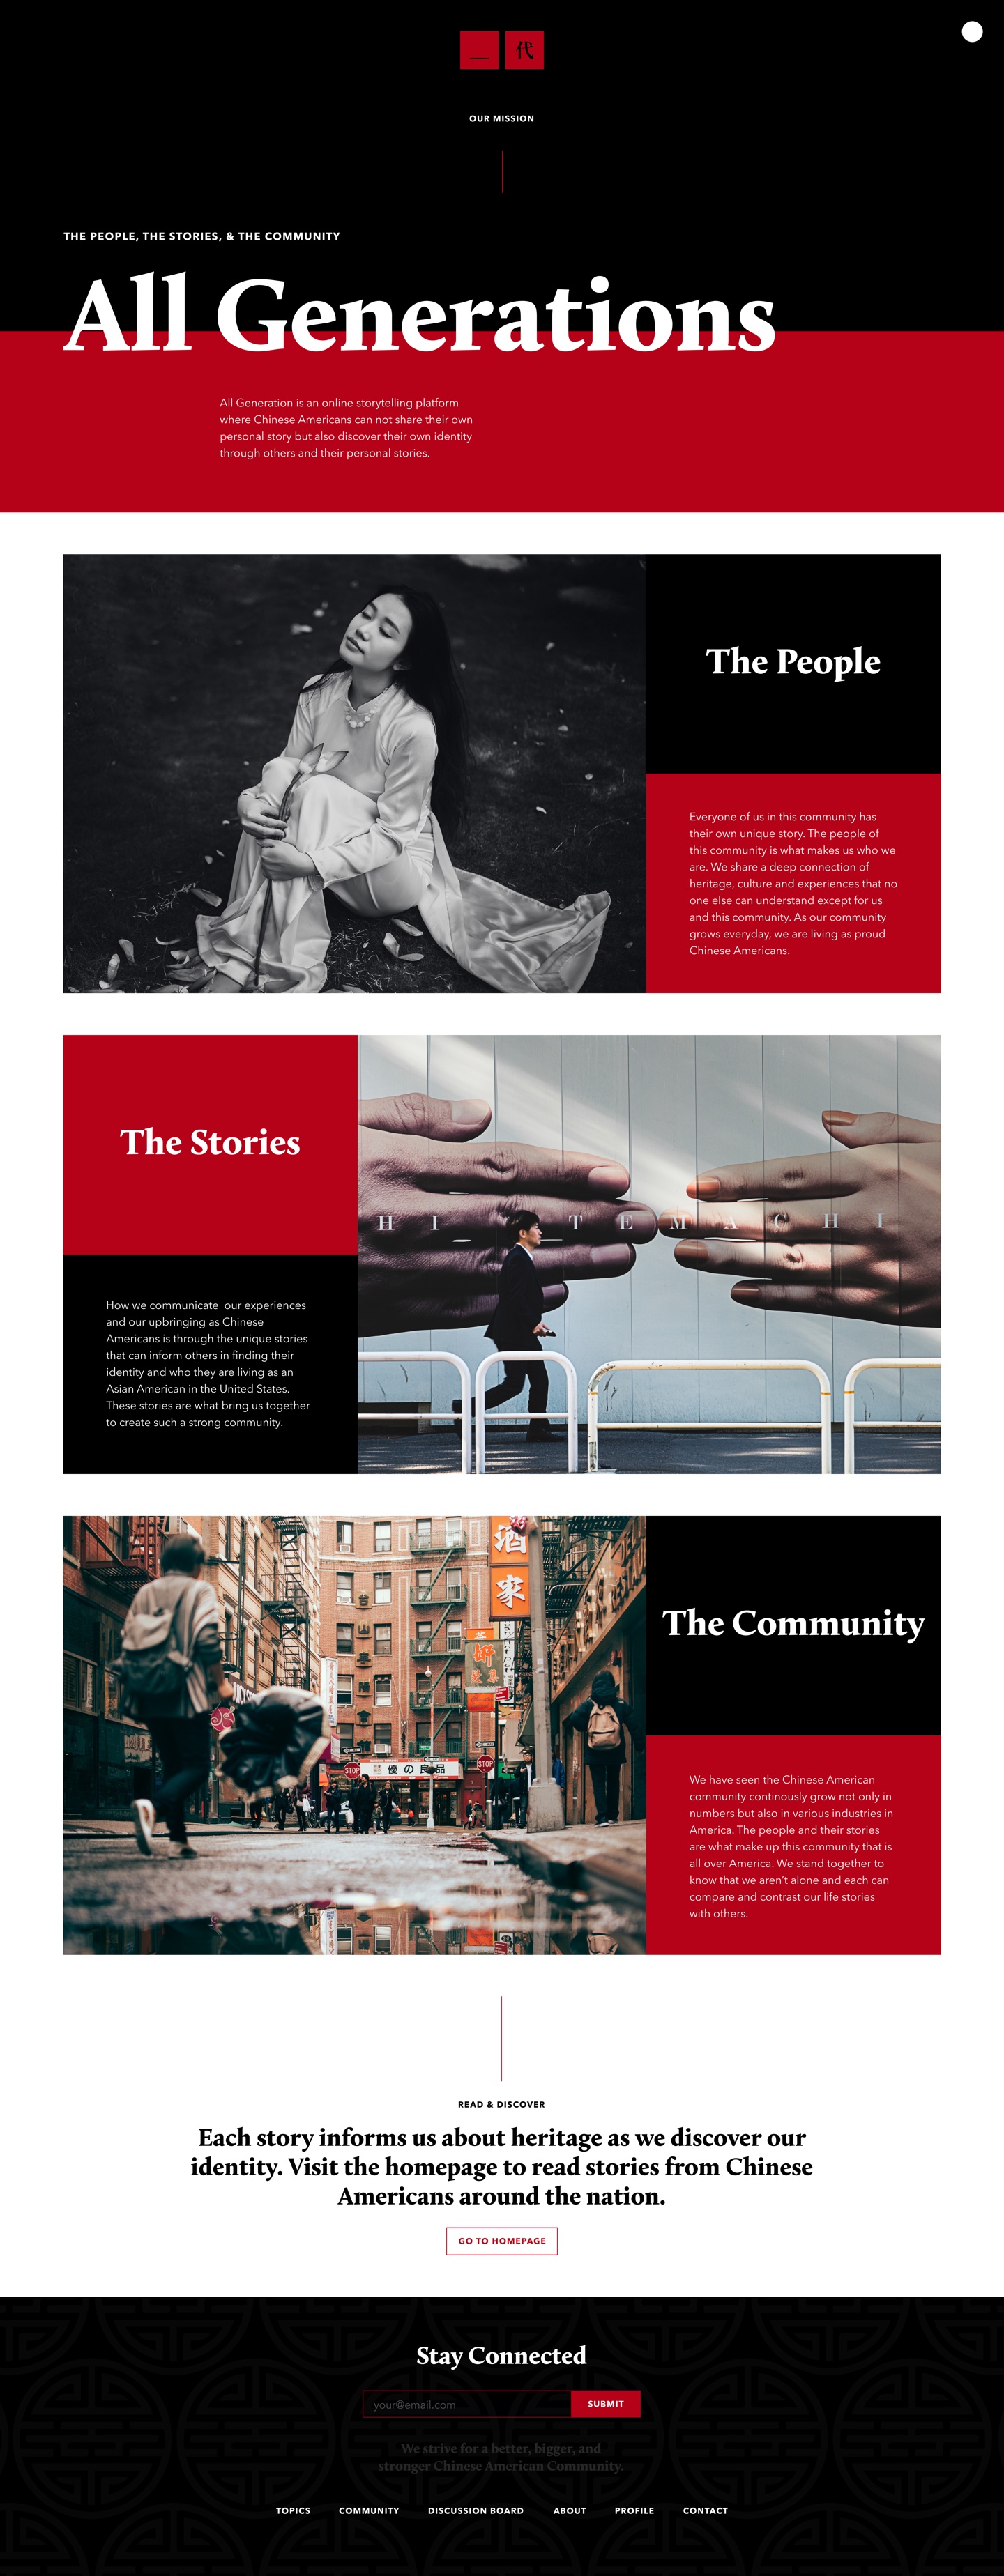 一 代
OUR MISSION
THE PEOPLE, THE STORIES, & THE COMMUNITY
All Generations
All Generation is an online storytelling platform
where Chinese Americans can not share their own
personal story but also discover their own identity
through others and their personal stories.
The People
Everyone of us in this community has
their own unique story. The people of
this community is what makes us who we
are. We share a deep connection of
heritage, culture and experiences that no
one else can understand except for us
and this community. As our community
grows everyday, we are living as proud
Chinese Americans.
The Stories
How we communicate  our experiences
and our upbringing as Chinese
Americans is through the unique stories
that can inform others in finding their
identity and who they are living as an
Asian American in the United States.
These stories are what bring us together
to create such a strong community.
H I T E M A C H I
酒
家
STOP
優の良品
STOP
The Community
We have seen the Chinese American
community continously grow not only in
numbers but also in various industries in
America. The people and their stories
are what make up this community that is
all over America. We stand together to
know that we aren't alone and each can
compare and contrast our life stories
with others.
READ & DISCOVER
Each story informs us about heritage as we discover our
identity. Visit the homepage to read stories from Chinese
Americans around the nation.
GO TO HOMEPAGE
Stay Connected
your@email.com
SUBMIT
We strive for a better, bigger, and
stronger Chinese American Community.
TOPICS COMMUNITY DISCUSSION BOARD ABOUT PROFILE CONTACT